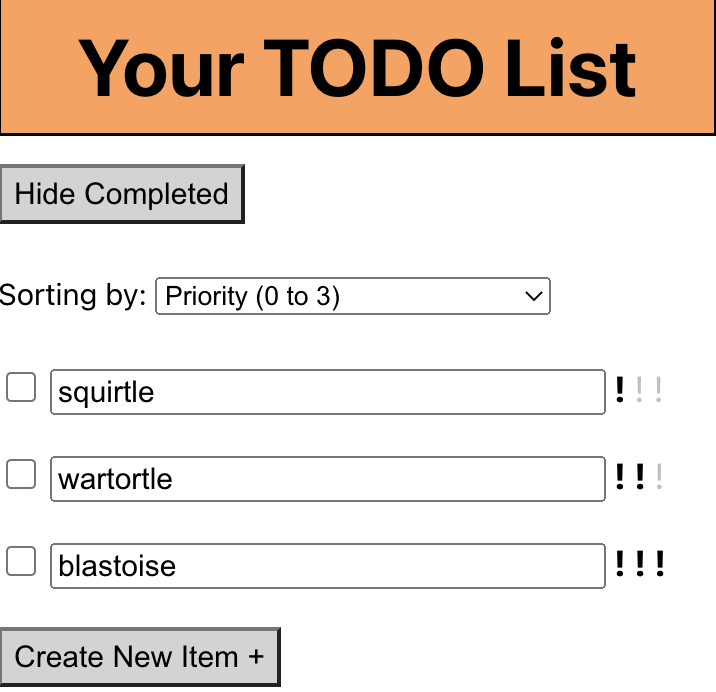 Your TODO List
Hide Completed
Sorting by: Priority (0 to 3)
squirtle !!!
wartortle !!!
blastoise !!!
Create New Item +